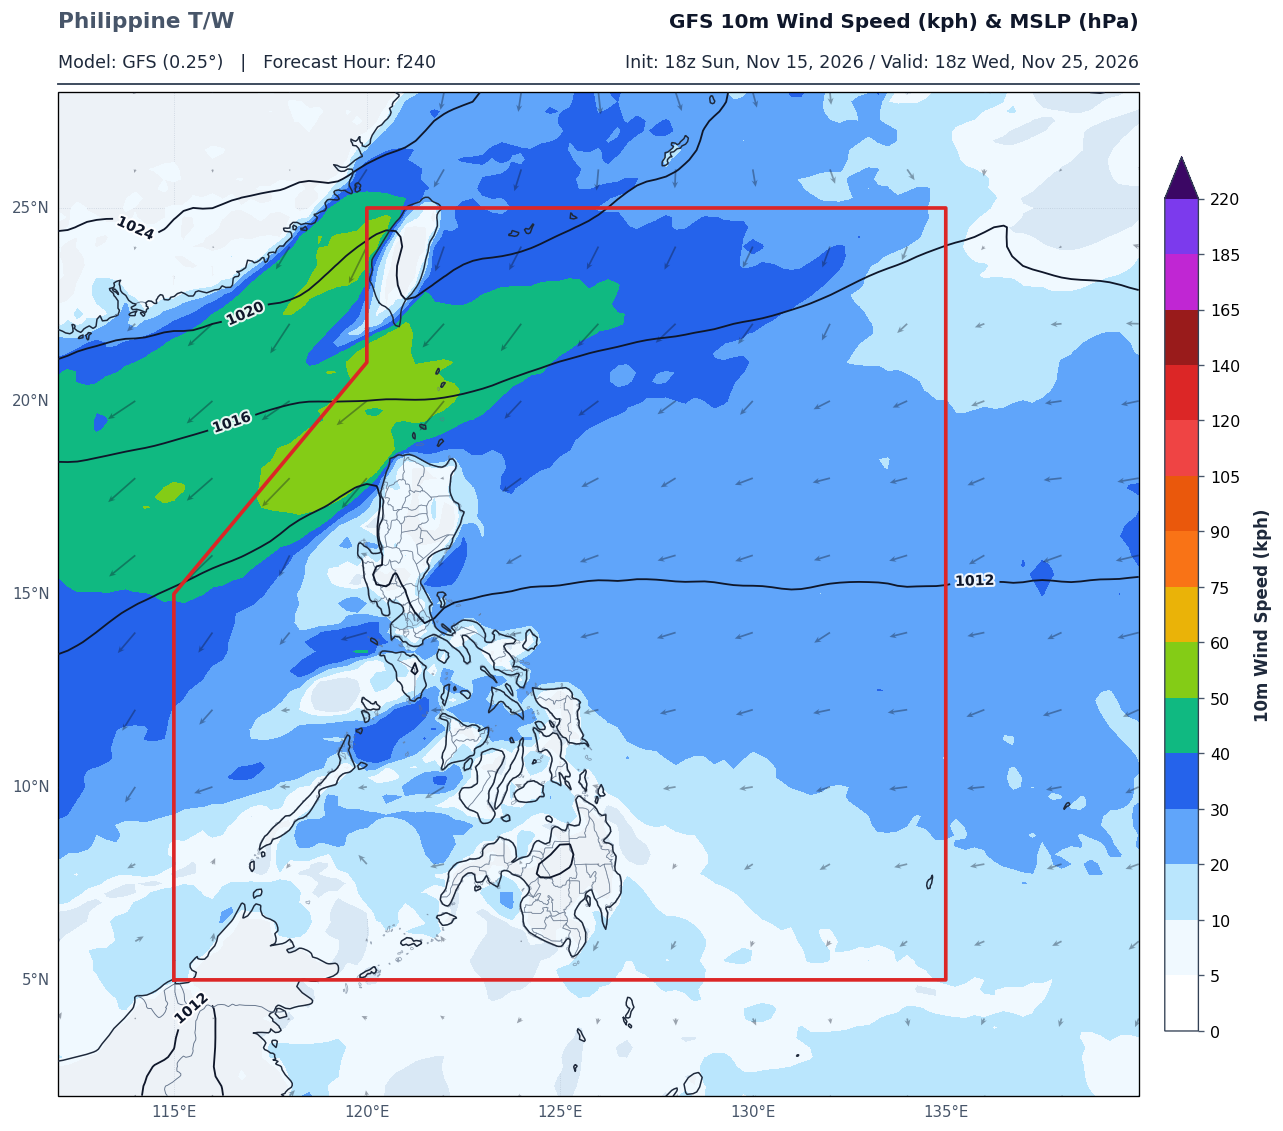 Philippine T/W
GFS 10m Wind Speed (kph) & MSLP (hPa)
Model: GFS (0.25°) | Forecast Hour: f240
Init: 18z Sun, Nov 15, 2026 / Valid: 18z Wed, Nov 25, 2026
25°N
20°N
15°N
10°N
5°N
115°E
120°E
125°E
130°E
135°E
1024
1020
1016
1012
1012
220
185
165
140
120
105
90
75
60
50
40
30
20
10
5
0
10m Wind Speed (kph)